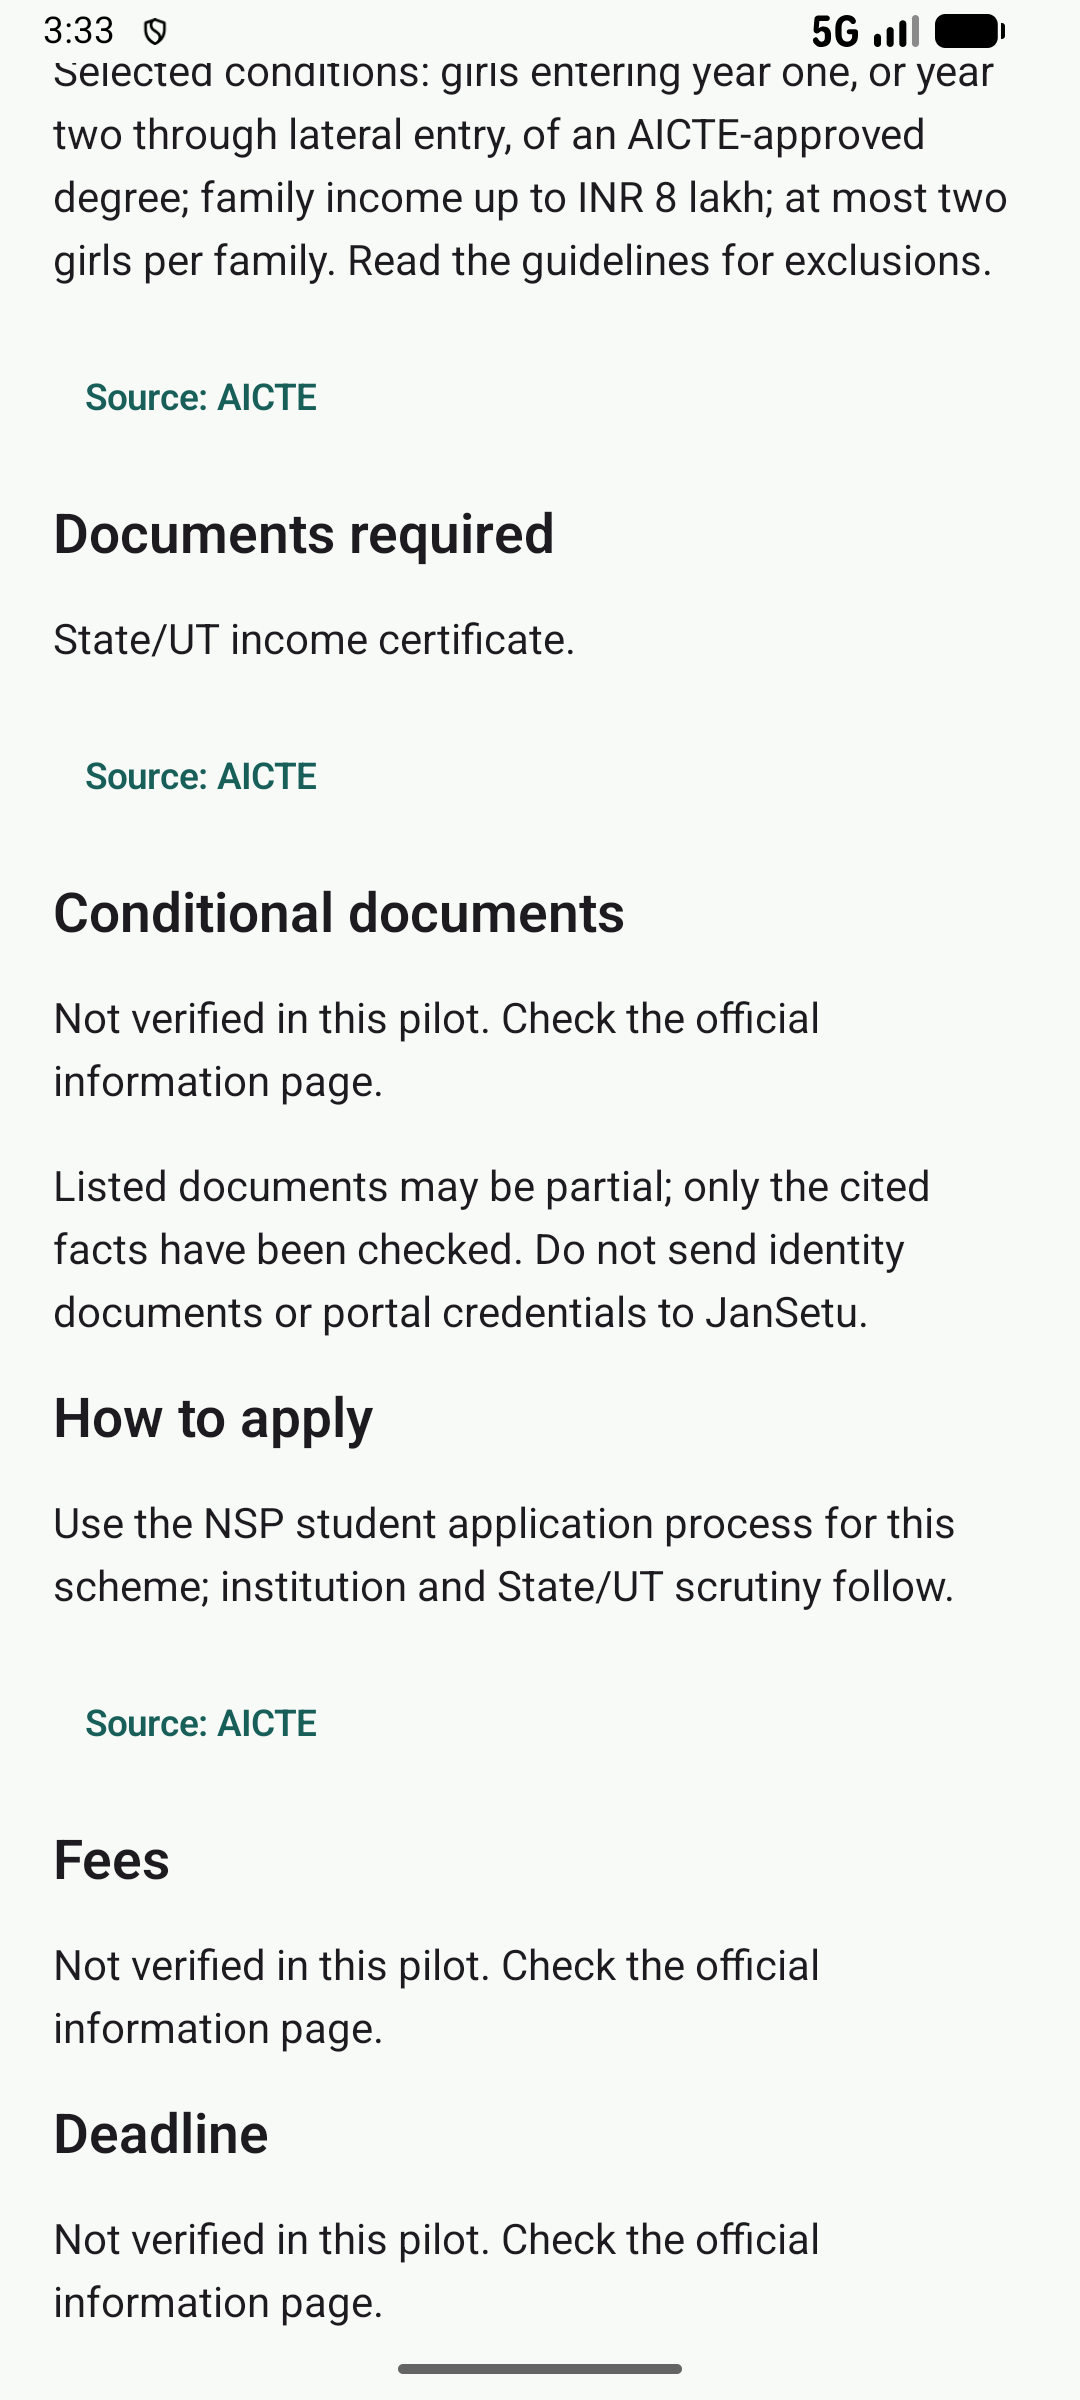 3:33
5G
Selected conditions: girls entering year one, or year
two through lateral entry, of an AICTE-approved
degree; family income up to INR 8 lakh; at most two
girls per family. Read the guidelines for exclusions.
Source: AICTE
Documents required
State/UT income certificate.
Source: AICTE
Conditional documents
Not verified in this pilot. Check the official
information page.
Listed documents may be partial; only the cited
facts have been checked. Do not send identity
documents or portal credentials to JanSetu.
How to apply
Use the NSP student application process for this
scheme; institution and State/UT scrutiny follow.
Source: AICTE
Fees
Not verified in this pilot. Check the official
information page.
Deadline
Not verified in this pilot. Check the official
information page.